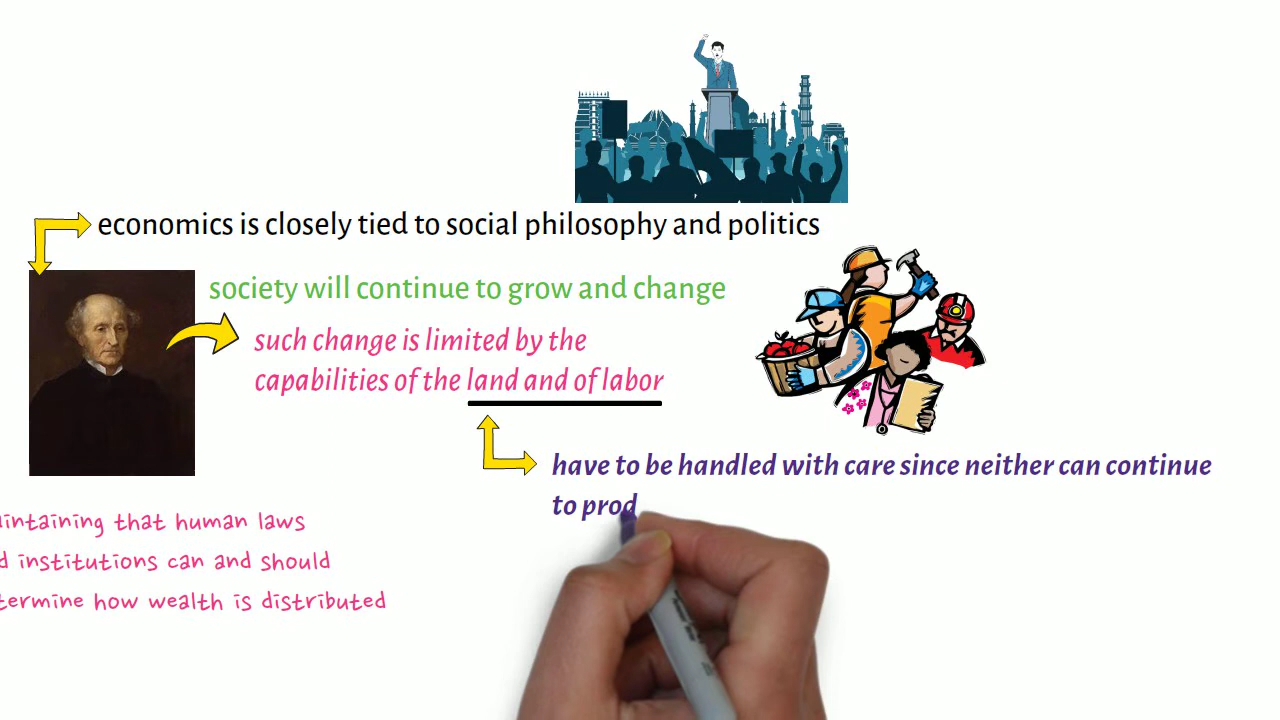 economics is closely tied to social philosophy and politics
society will continue to grow and change
such change is limited by the
capabilities of the land and of labor
have to be handled with care since neither can continue
to prod
that human laws
institutions can and should
how wealth is distributed